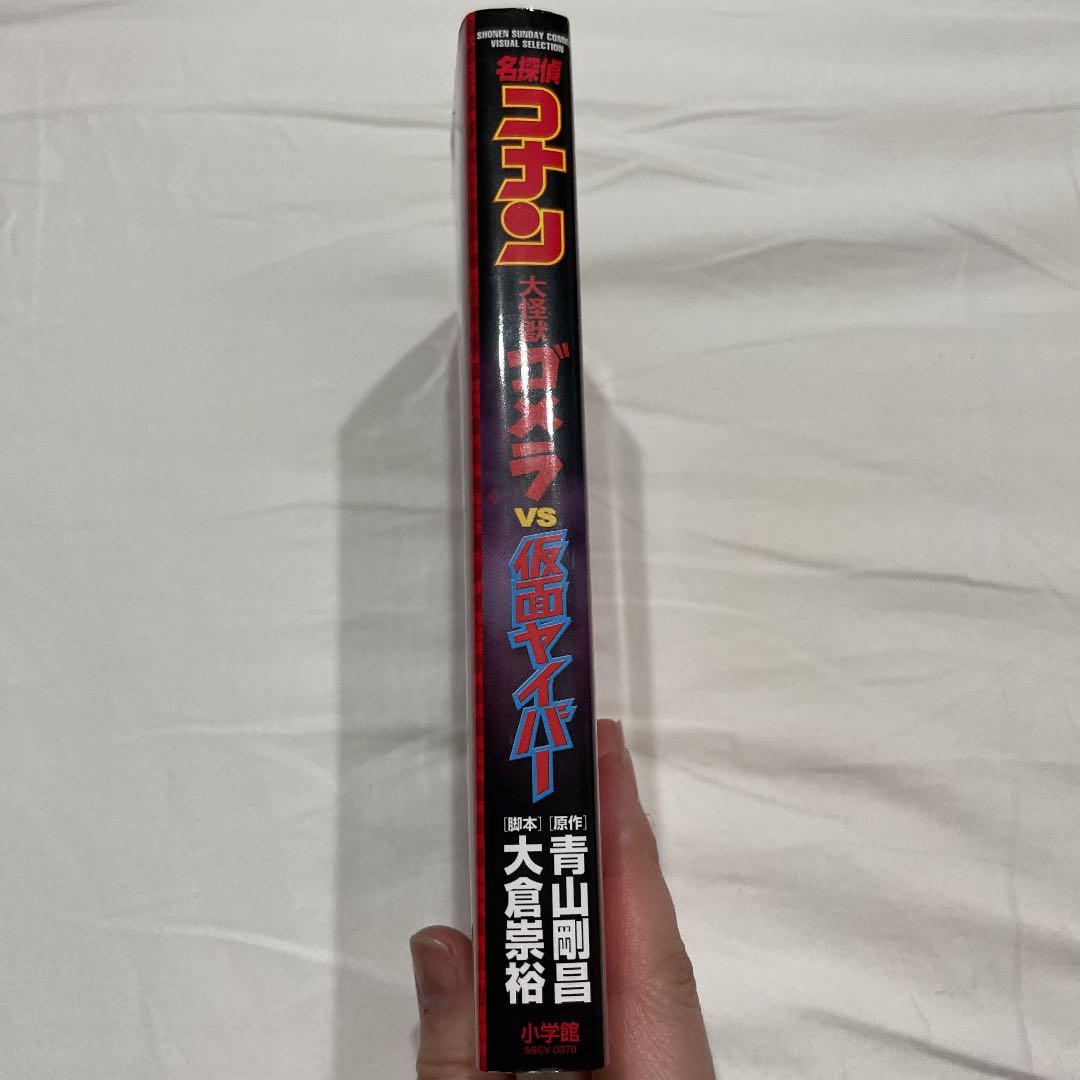 SHONEN SUNDAY COMICS
VISUAL SELECTION
名探偵
コナン
大怪獣
ゴメラ
VS
仮面ヤイバー
[原作]
青山剛昌
[脚本]
大倉崇裕
小学館
SSCV-0370